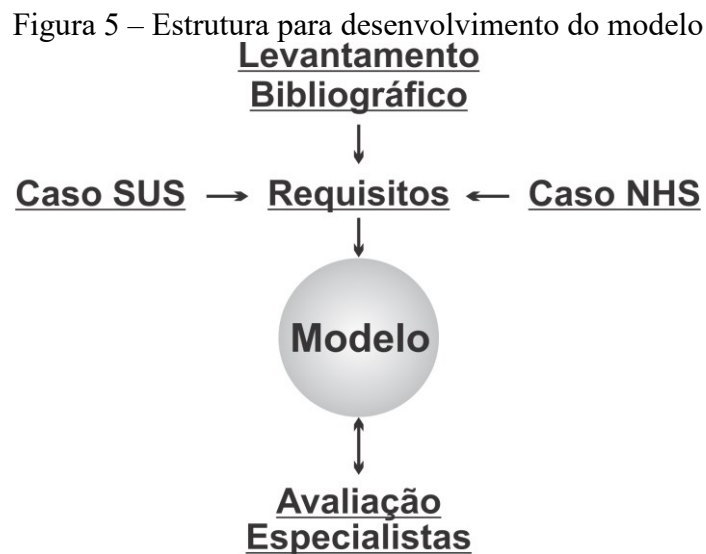 Figura 5 – Estrutura para desenvolvimento do modelo
Levantamento
Bibliográfico
Caso SUS
Requisitos
Caso NHS
Modelo
Avaliação
Especialistas